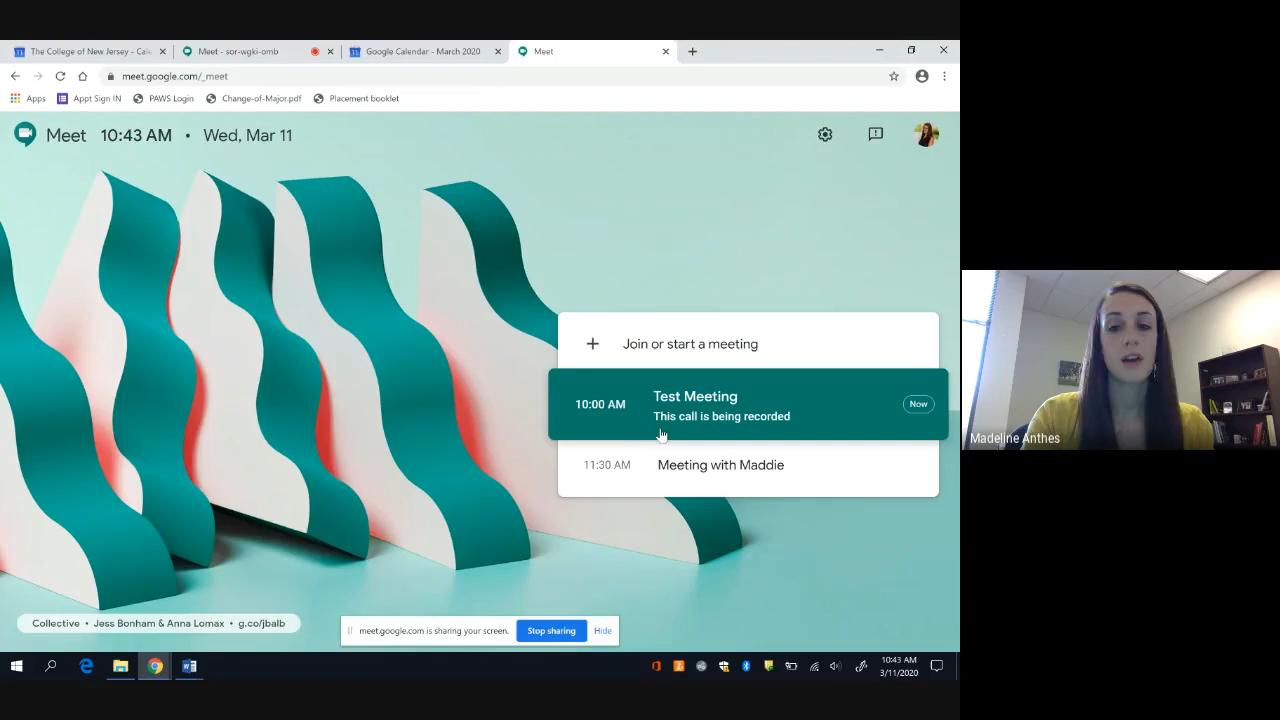 The College of New Jersey - Cale
Meet - sor-wgki-omb
Google Calendar - March 2020
Meet
meet.google.com/_meet
Apps
Appt Sign IN
PAWS Login
Change-of-Major.pdf
Placement booklet
Meet 10:43 AM • Wed, Mar 11
Join or start a meeting
10:00 AM
Test Meeting
This call is being recorded
Now
11:30 AM
Meeting with Maddie
Madeline Anthes
Collective • Jess Bonham & Anna Lomax • g.co/jbalb
meet.google.com is sharing your screen.
Stop sharing
Hide
10:43 AM
3/11/2020